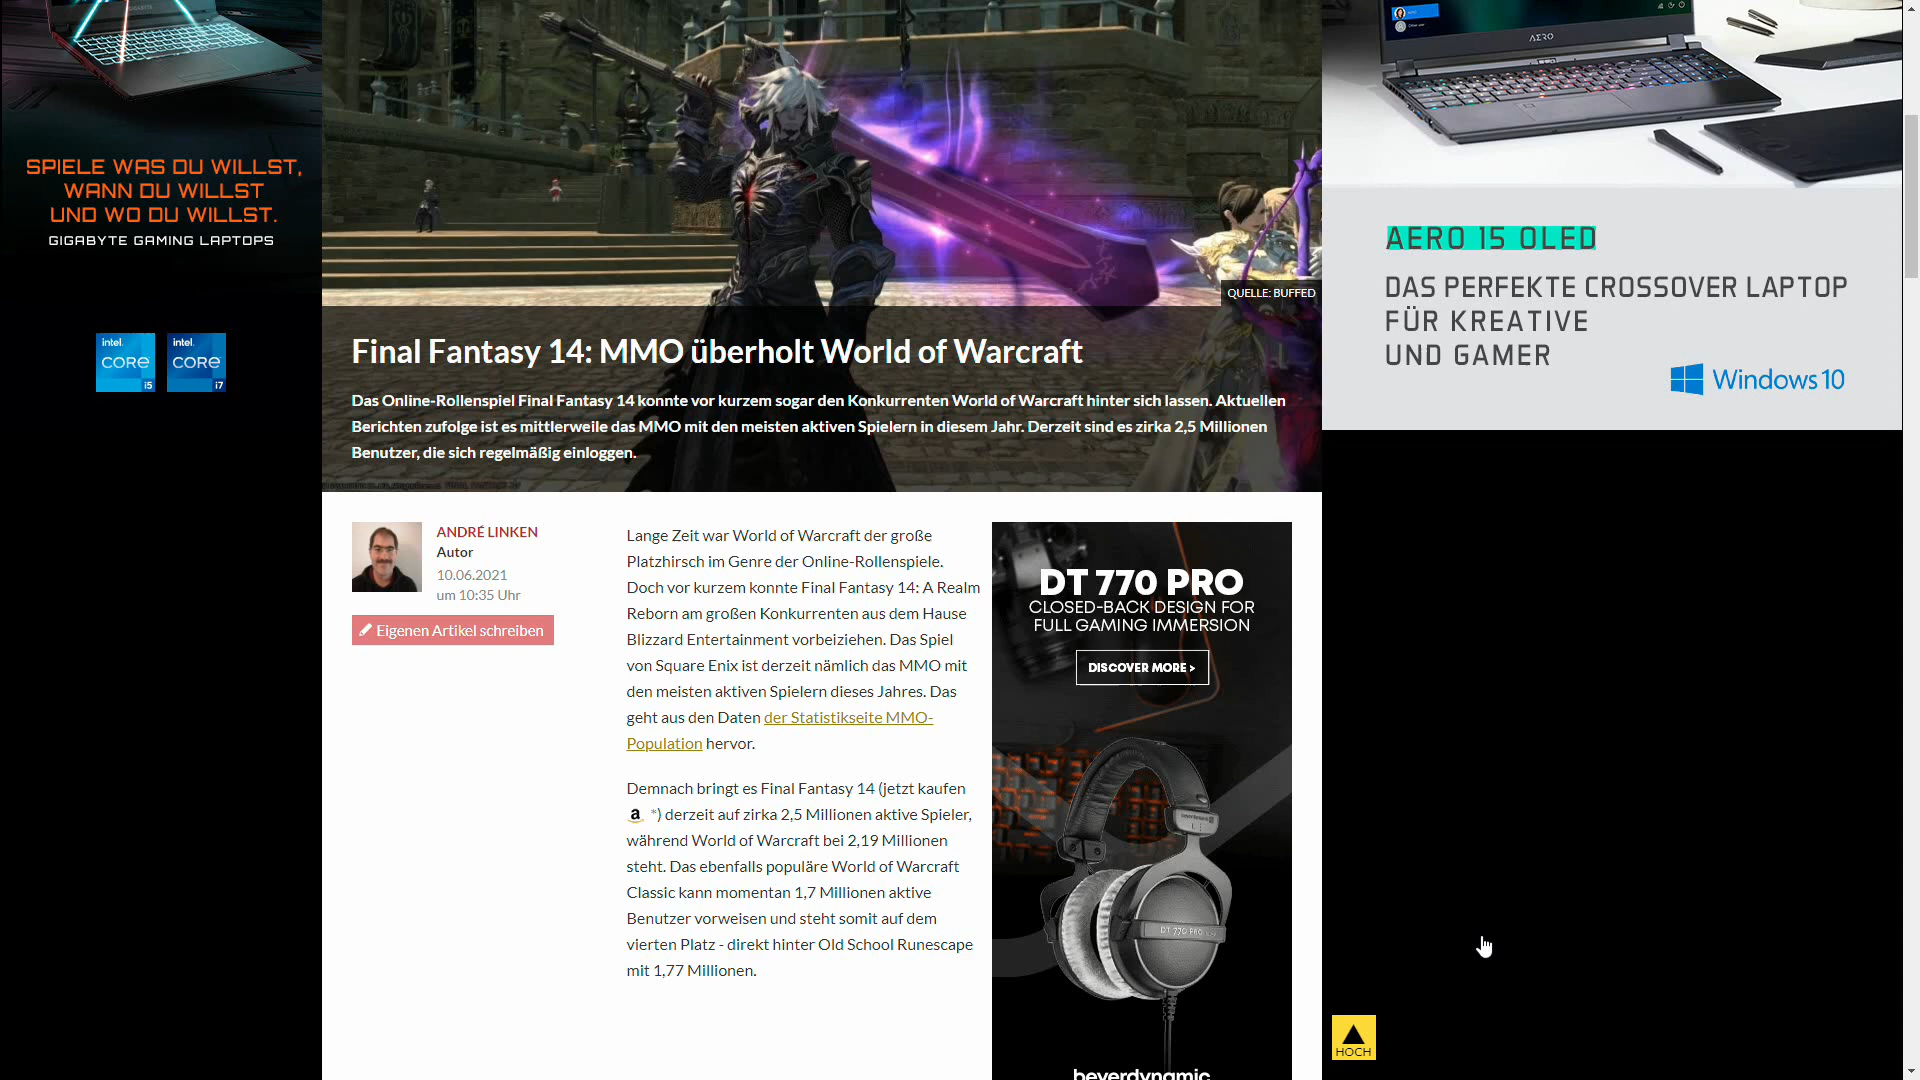 SPIELE WAS DU WILLST,
WANN DU WILLST
UND WO DU WILLST.
GIGABYTE GAMING LAPTOPS
intel.
CORE
i5
intel.
CORE
i7
QUELLE: BUFFED
Final Fantasy 14: MMO überholt World of Warcraft
Das Online-Rollenspiel Final Fantasy 14 konnte vor kurzem sogar den Konkurrenten World of Warcraft hinter sich lassen. Aktuellen
Berichten zufolge ist es mittlerweile das MMO mit den meisten aktiven Spielern in diesem Jahr. Derzeit sind es zirka 2,5 Millionen
Benutzer, die sich regelmäßig einloggen.
ANDRÉ LINKEN
Autor
10.06.2021
um 10:35 Uhr
Eigenen Artikel schreiben
Lange Zeit war World of Warcraft der große
Platzhirsch im Genre der Online-Rollenspiele.
Doch vor kurzem konnte Final Fantasy 14: A Realm
Reborn am großen Konkurrenten aus dem Hause
Blizzard Entertainment vorbeiziehen. Das Spiel
von Square Enix ist derzeit nämlich das MMO mit
den meisten aktiven Spielern dieses Jahres. Das
geht aus den Daten der Statistikseite MMO-
Population hervor.
Demnach bringt es Final Fantasy 14 (jetzt kaufen
a *) derzeit auf zirka 2,5 Millionen aktive Spieler,
während World of Warcraft bei 2,19 Millionen
steht. Das ebenfalls populäre World of Warcraft
Classic kann momentan 1,7 Millionen aktive
Benutzer vorweisen und steht somit auf dem
vierten Platz - direkt hinter Old School Runescape
mit 1,77 Millionen.
DT 770 PRO
CLOSED-BACK DESIGN FOR
FULL GAMING IMMERSION
DISCOVER MORE >
DT 770 PRO
beyerdynamic
AERO
AERO 15 OLED
DAS PERFEKTE CROSSOVER LAPTOP
FÜR KREATIVE
UND GAMER
Windows 10
HOCH